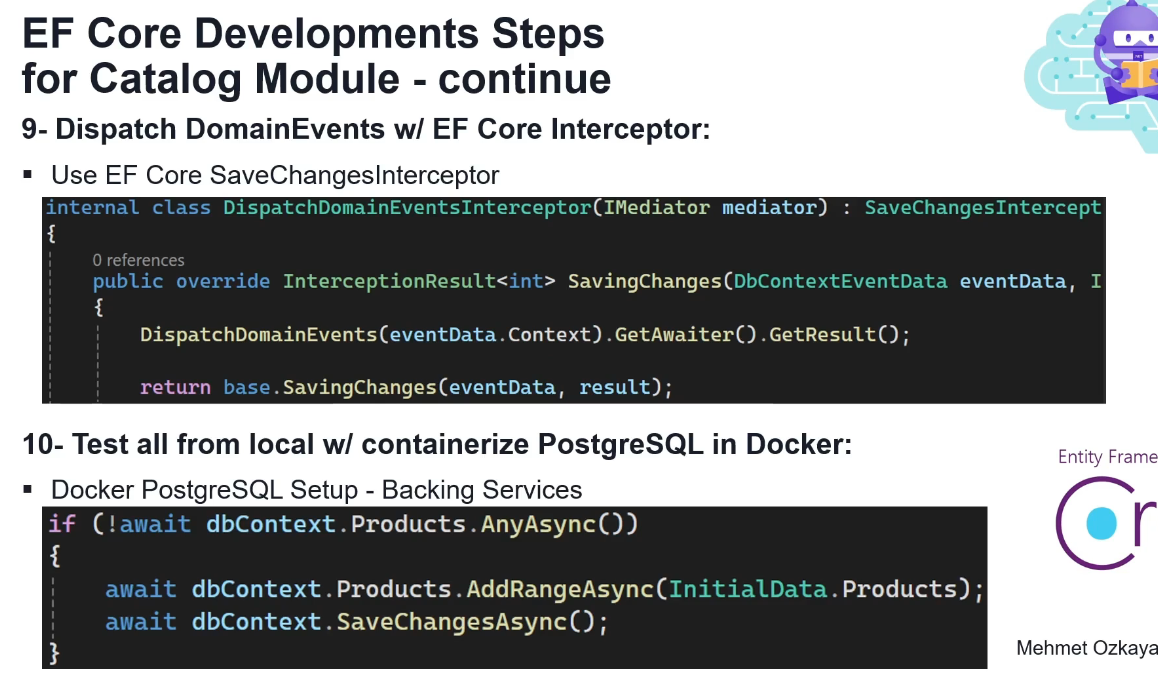 EF Core Developments Steps
for Catalog Module - continue
9- Dispatch DomainEvents w/ EF Core Interceptor:
▪ Use EF Core SaveChangesInterceptor
internal class DispatchDomainEventsInterceptor(IMediator mediator) : SaveChangesIntercept
{
0 references
public override InterceptionResult<int> SavingChanges(DbContextEventData eventData, I
{
DispatchDomainEvents(eventData.Context).GetAwaiter().GetResult();
return base.SavingChanges(eventData, result);
10- Test all from local w/ containerize PostgreSQL in Docker:
▪ Docker PostgreSQL Setup - Backing Services
if (!await dbContext.Products.AnyAsync())
{
await dbContext.Products.AddRangeAsync(InitialData.Products);
await dbContext.SaveChangesAsync();
}
Entity Frame
Cor
Mehmet Ozkaya